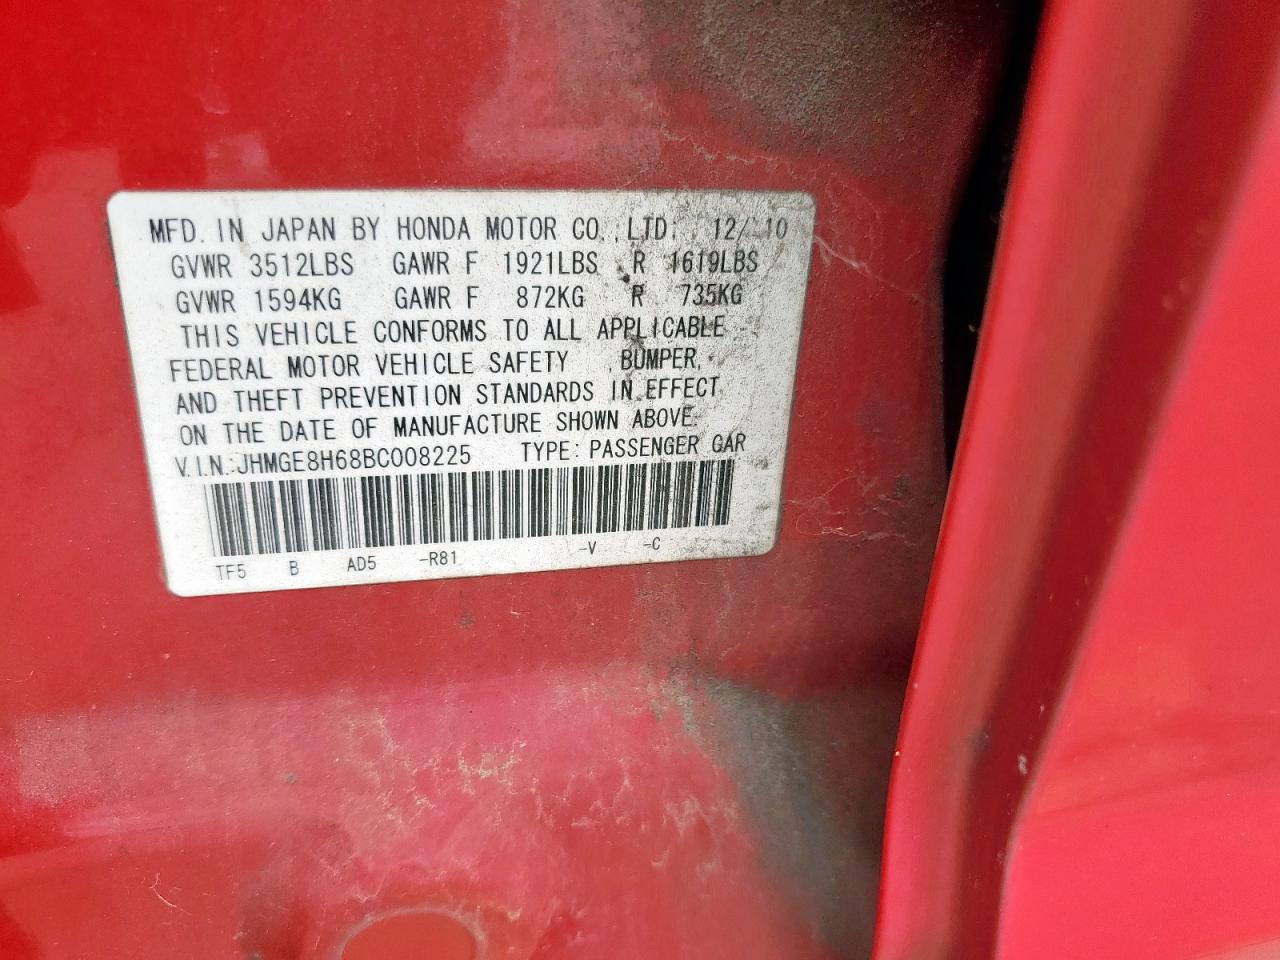 MFD. IN JAPAN BY HONDA MOTOR CO., LTD. 12/10
GVWR 3512LBS GAWR F 1921LBS R 1619LBS
GVWR 1594KG GAWR F 872KG R 735KG
THIS VEHICLE CONFORMS TO ALL APPLICABLE
FEDERAL MOTOR VEHICLE SAFETY , BUMPER,
AND THEFT PREVENTION STANDARDS IN EFFECT
ON THE DATE OF MANUFACTURE SHOWN ABOVE.
V.I.N.:JHMGE8H68BC008225 TYPE: PASSENGER CAR
TF5 B AD5 -R81 -V -C